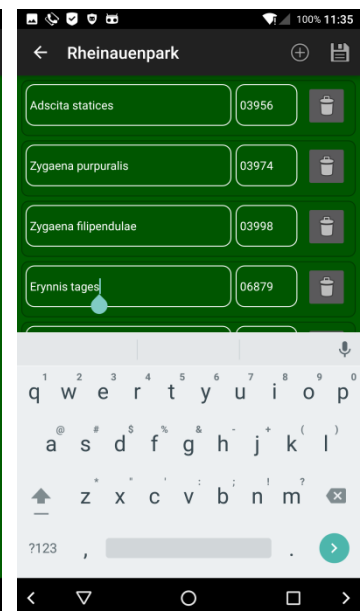 100% 11:35
Rheinauenpark
Adscita statices 03956
Zygaena purpuralis 03974
Zygaena filipendulae 03998
Erynnis tages 06879
1 2 3 4 5 6 7 8 9 0
q w e r t y u i o p
@ # $ % & - + ( )
a s d f g h j k l
* " ' : ; ! ?
z x c v b n m
?123 , .